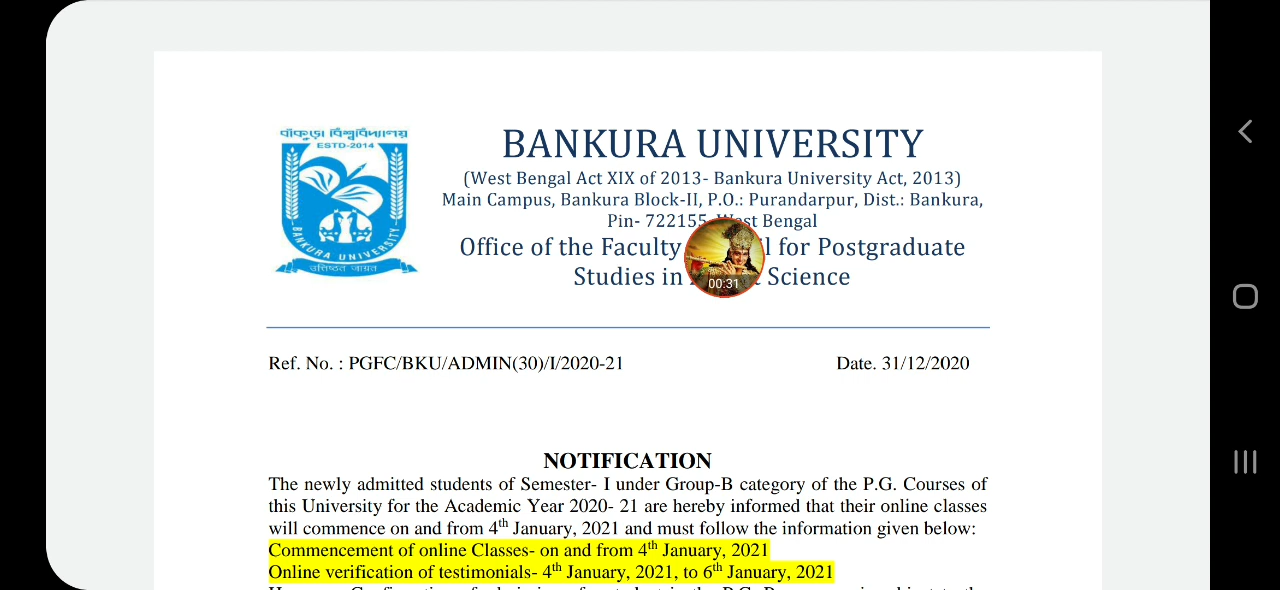 বাঁকুড়া বিশ্ববিদ্যালয়
ESTD-2014
BANKURA UNIVERSITY
उत्तिष्ठत जाग्रत
BANKURA UNIVERSITY
(West Bengal Act XIX of 2013- Bankura University Act, 2013)
Main Campus, Bankura Block-II, P.O.: Purandarpur, Dist.: Bankura,
Pin- 722155, West Bengal
Office of the Faculty for Postgraduate
Studies in Science
00:31
Ref. No. : PGFC/BKU/ADMIN(30)/I/2020-21
Date. 31/12/2020
NOTIFICATION
The newly admitted students of Semester- I under Group-B category of the P.G. Courses of
this University for the Academic Year 2020- 21 are hereby informed that their online classes
will commence on and from 4th January, 2021 and must follow the information given below:
Commencement of online Classes- on and from 4th January, 2021
Online verification of testimonials- 4th January, 2021, to 6th January, 2021